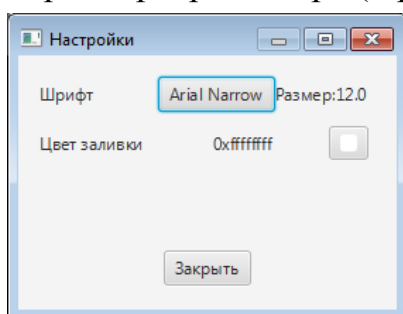 Настройки
Шрифт Arial Narrow Размер:12.0
Цвет заливки 0xffffffff
Закрыть